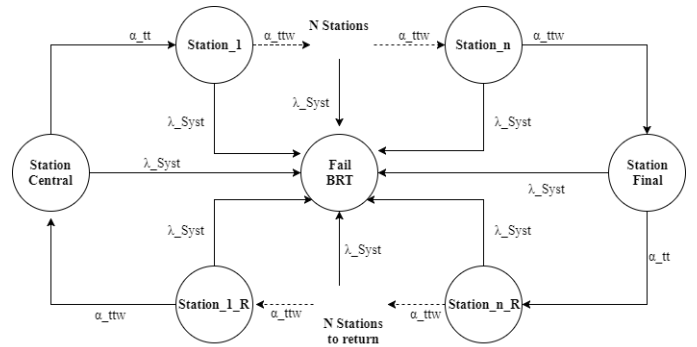 N Stations
α_tt
Station_1
α_ttw
α_ttw
Station_n
α_ttw
λ_Syst
λ_Syst
λ_Syst
Station
Central
λ_Syst
Fail
BRT
Station
Final
λ_Syst
λ_Syst
λ_Syst
λ_Syst
α_tt
Station_1_R
Station_n_R
α_ttw
α_ttw
α_ttw
N Stations
to return